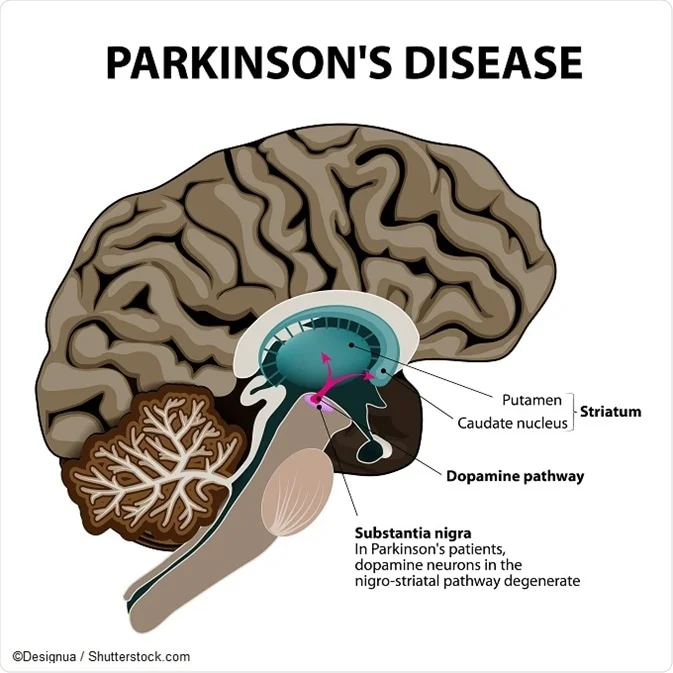 PARKINSON'S DISEASE
Putamen
Caudate nucleus
Striatum
Dopamine pathway
Substantia nigra
In Parkinson's patients,
dopamine neurons in the
nigro-striatal pathway degenerate
©Designua / Shutterstock.com